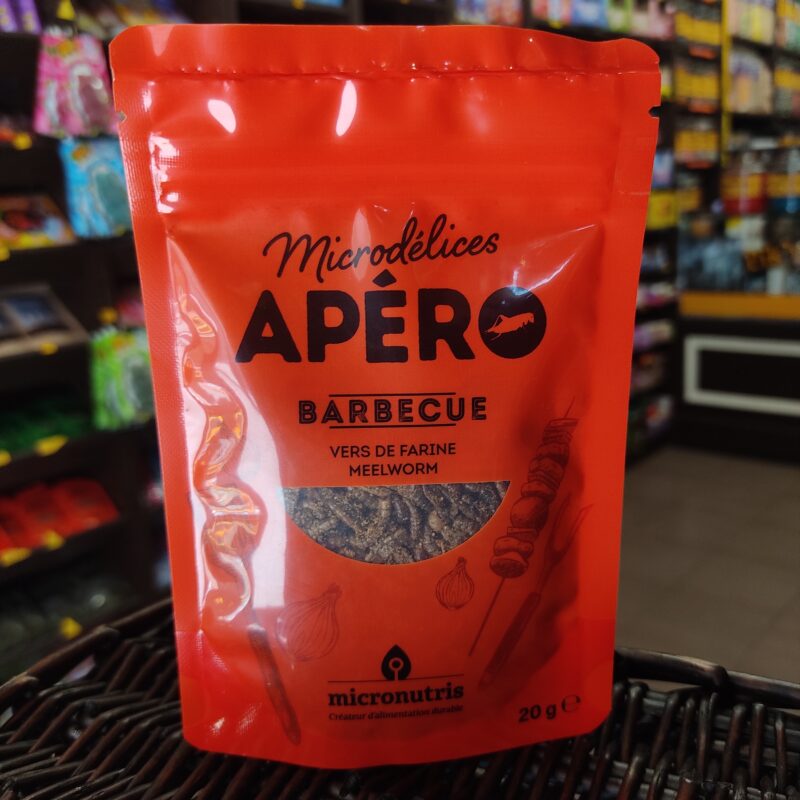 Microdélices
APÉRO
BARBECUE
VERS DE FARINE
MEELWORM
micronutris
Créateur d'alimentation durable
20 g ℮